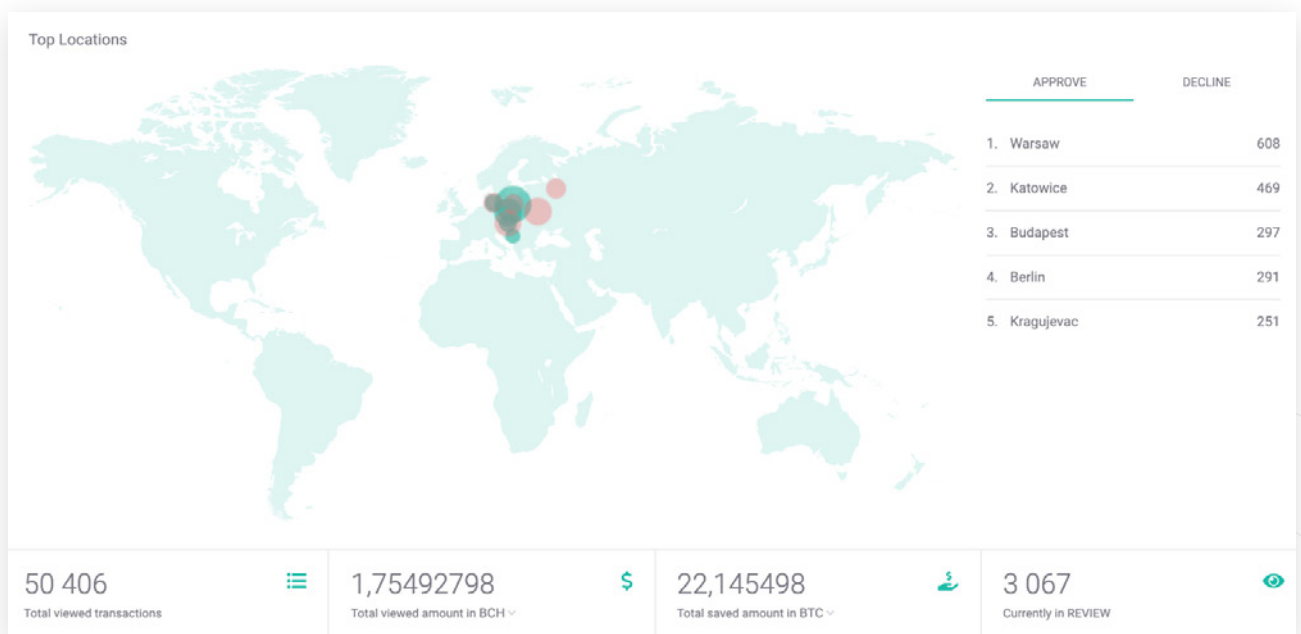 Top Locations
APPROVE DECLINE
1. Warsaw 608
2. Katowice 469
3. Budapest 297
4. Berlin 291
5. Kragujevac 251
50 406
Total viewed transactions
1,75492798
Total viewed amount in BCH
22,145498
Total saved amount in BTC
3 067
Currently in REVIEW